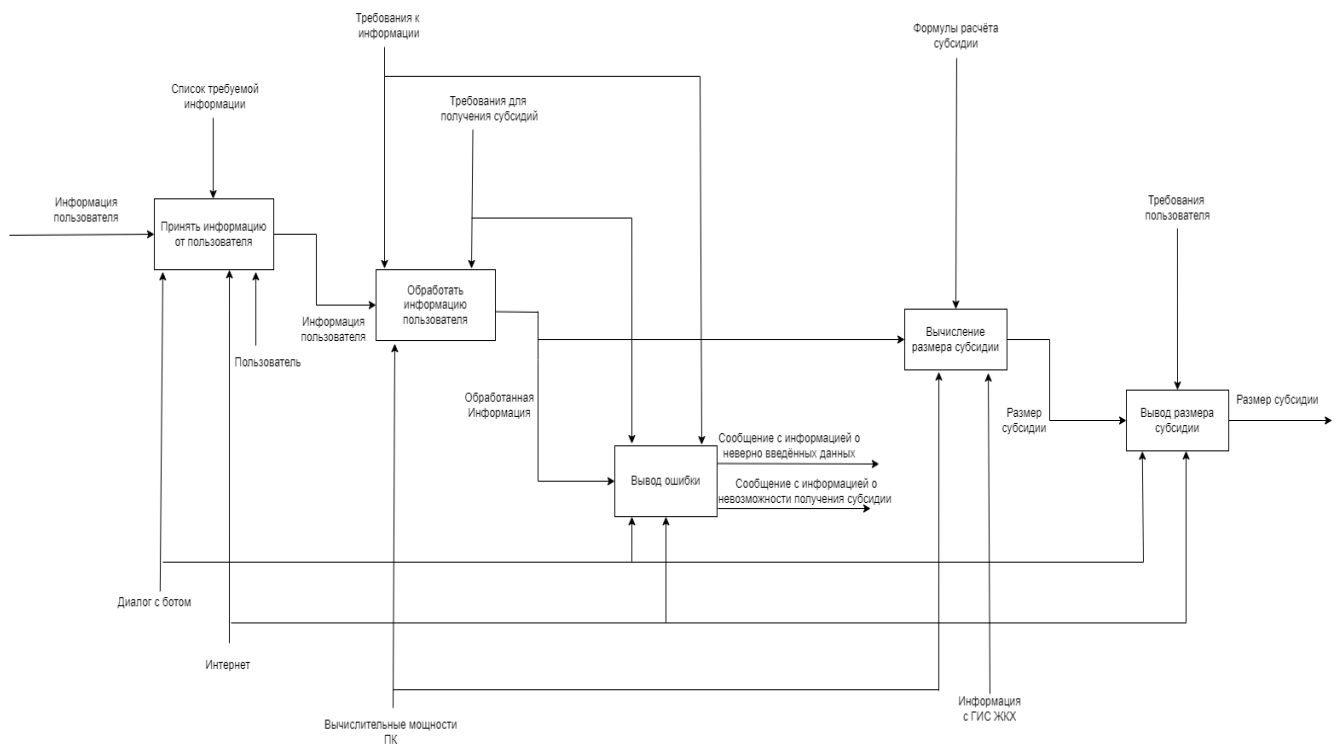 Требования к
информации
Формулы расчёта
субсидии
Список требуемой
информации
Требования для
получения субсидий
Информация
пользователя
Принять информацию
от пользователя
Требования
пользователя
Обработать
информацию
пользователя
Информация
пользователя
Пользователь
Вычисление
размера субсидии
Обработанная
Информация
Размер
субсидии
Вывод размера
субсидии
Размер субсидии
Вывод ошибки
Сообщение с информацией о
неверно введённых данных
Сообщение с информацией о
невозможности получения субсидии
Диалог с ботом
Интернет
Вычислительные мощности
ПК
Информация
с ГИС ЖКХ